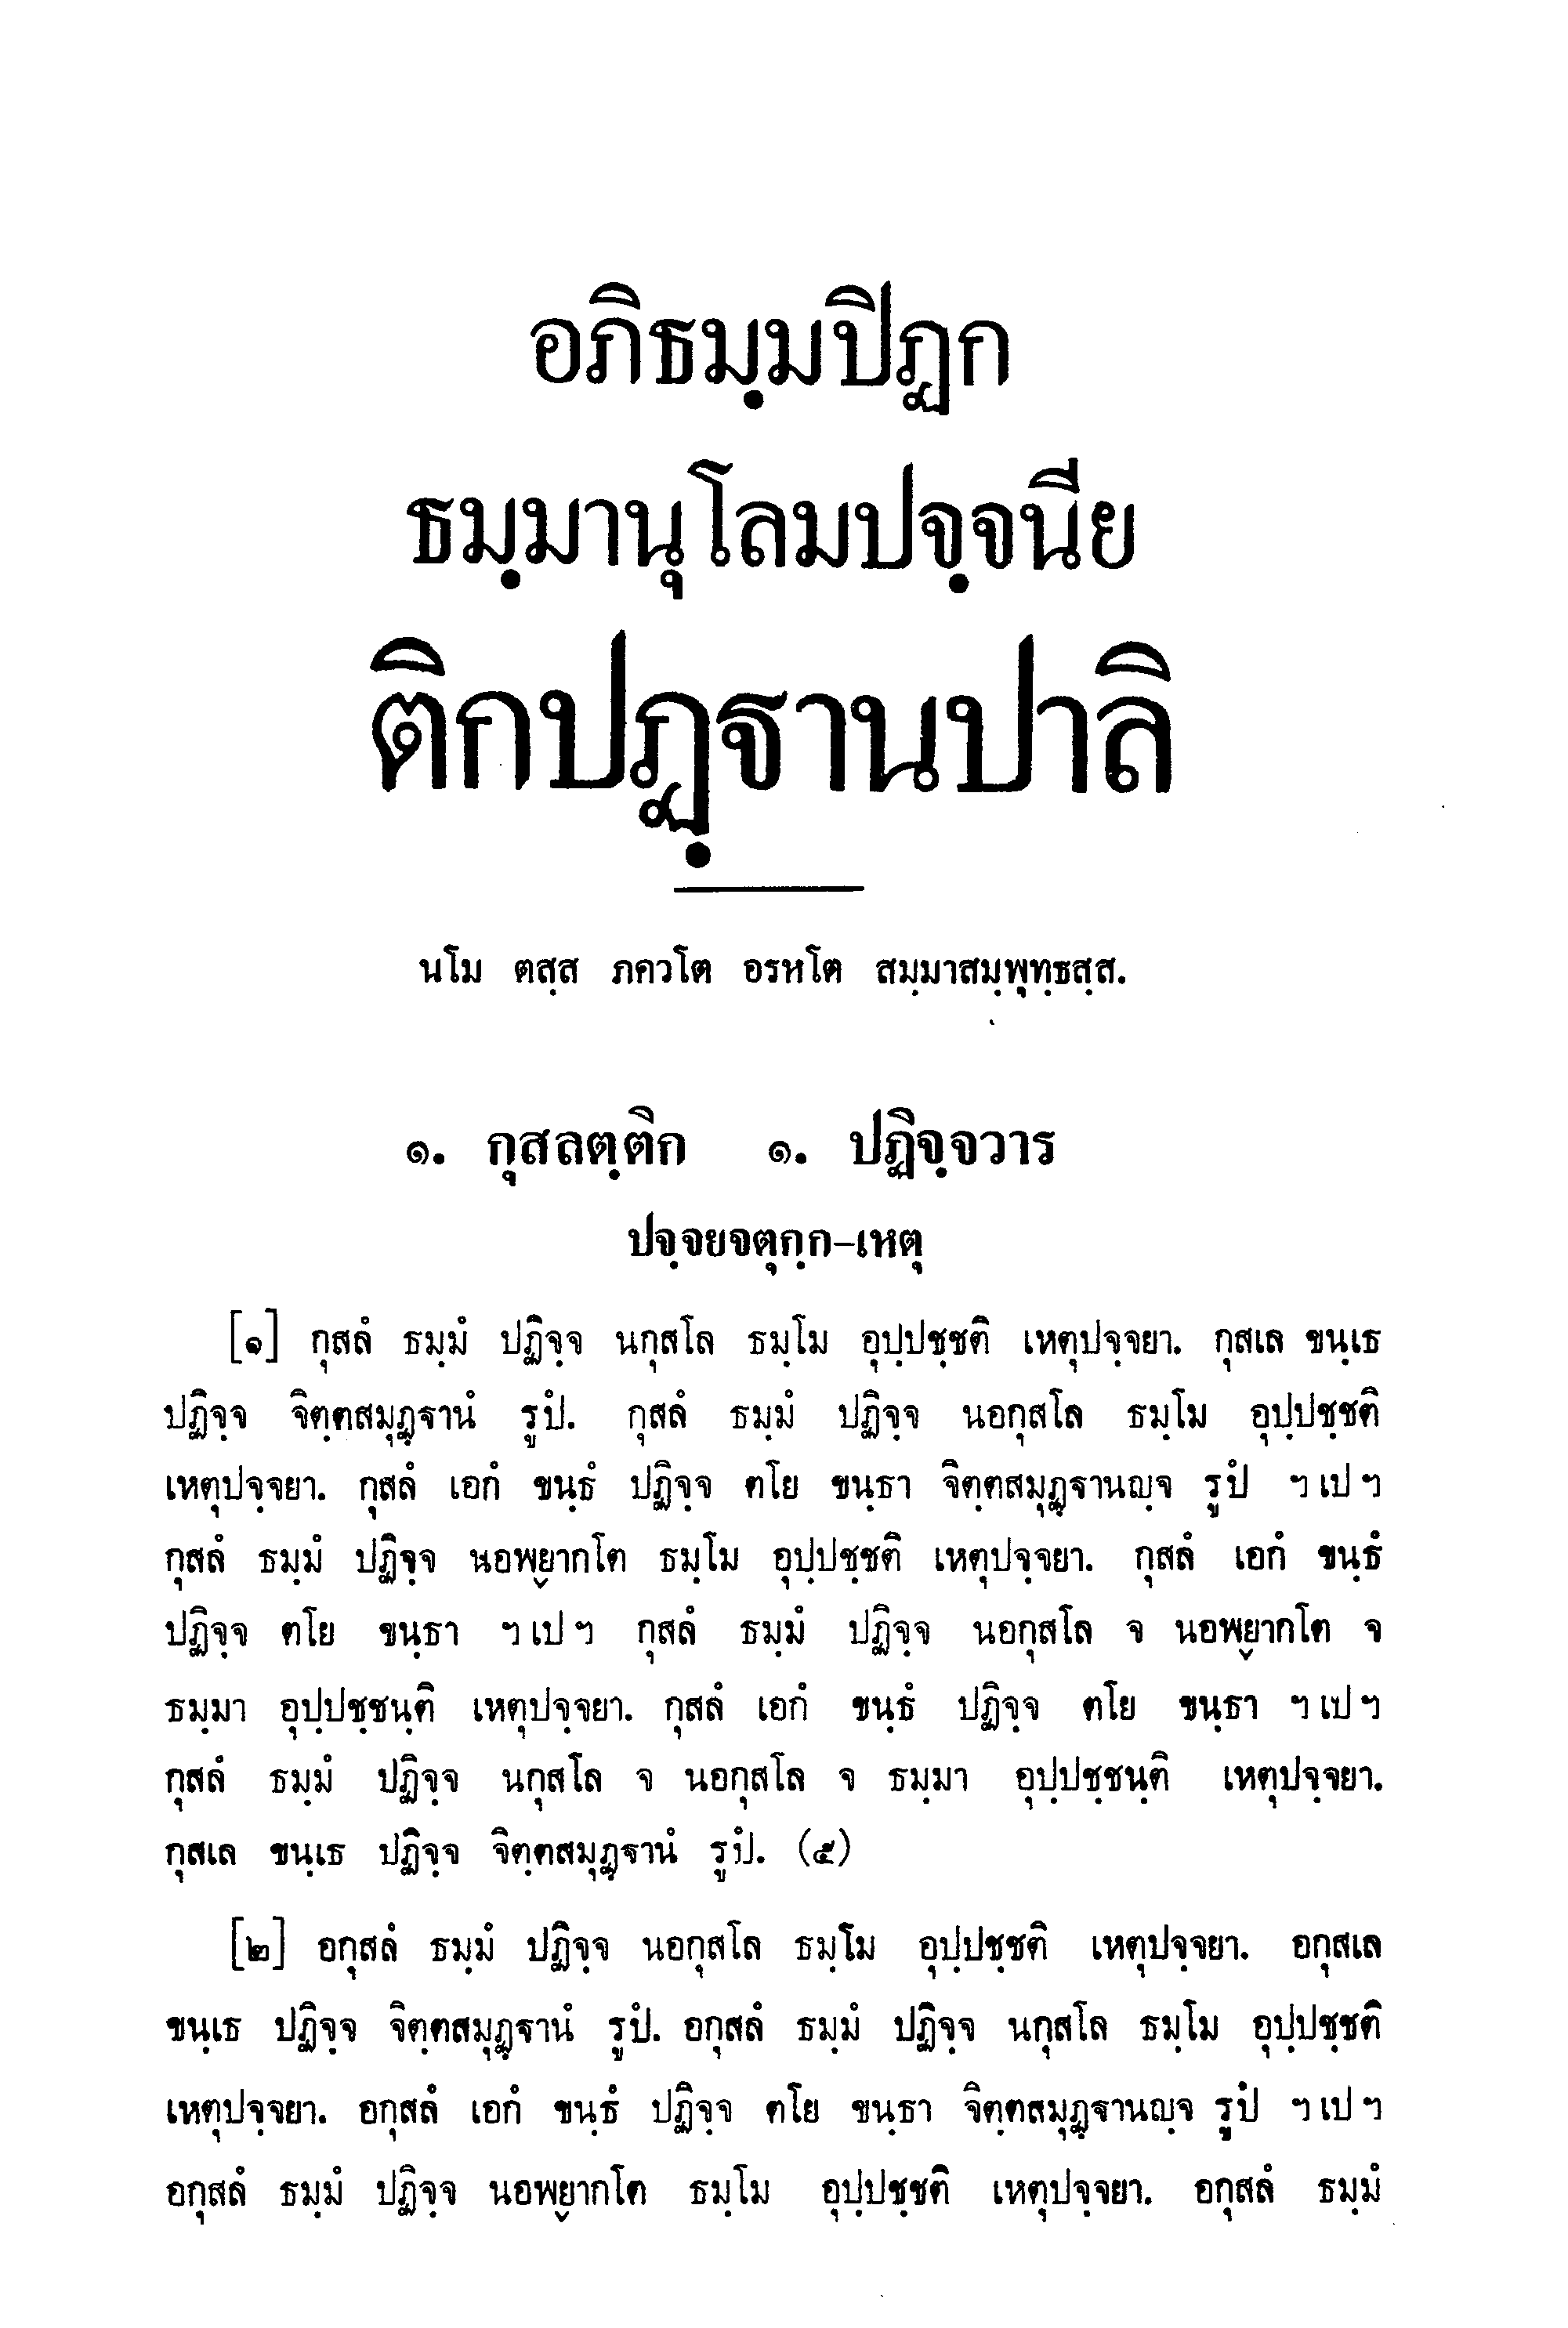 อภิธมฺมปิฏก
ธมฺมานุโลมปจฺจนีย
ติกปฏฺฐานปาลิ
นโม ตสฺส ภควโต อรหโต สมฺมาสมฺพุทฺธสฺส.
๑. กุสลตฺติก ๑. ปฏิจฺจวาร
ปจฺจยจตุกฺก-เหตุ
[๑] กุสลํ ธมฺมํ ปฏิจฺจ นกุสโล ธมฺโม อุปฺปชฺชติ เหตุปจฺจยา. กุสเล ขนฺเธ
ปฏิจฺจ จิตฺตสมุฏฺฐานํ รูปํ. กุสลํ ธมฺมํ ปฏิจฺจ นอกุสโล ธมฺโม อุปฺปชฺชติ
เหตุปจฺจยา. กุสลํ เอกํ ขนฺธํ ปฏิจฺจ ตโย ขนฺธา จิตฺตสมุฏฺฐานญฺจ รูปํ ฯ เป ฯ
กุสลํ ธมฺมํ ปฏิจฺจ นอพฺยากโต ธมฺโม อุปฺปชฺชติ เหตุปจฺจยา. กุสลํ เอกํ ขนฺธํ
ปฏิจฺจ ตโย ขนฺธา ฯ เป ฯ กุสลํ ธมฺมํ ปฏิจฺจ นอกุสโล จ นอพฺยากโต จ
ธมฺมา อุปฺปชฺชนฺติ เหตุปจฺจยา. กุสลํ เอกํ ขนฺธํ ปฏิจฺจ ตโย ขนฺธา ฯ เป ฯ
กุสลํ ธมฺมํ ปฏิจฺจ นกุสโล จ นอกุสโล จ ธมฺมา อุปฺปชฺชนฺติ เหตุปจฺจยา.
กุสเล ขนฺเธ ปฏิจฺจ จิตฺตสมุฏฺฐานํ รูปํ. (๕)
[๒] อกุสลํ ธมฺมํ ปฏิจฺจ นอกุสโล ธมฺโม อุปฺปชฺชติ เหตุปจฺจยา. อกุสเล
ขนฺเธ ปฏิจฺจ จิตฺตสมุฏฺฐานํ รูปํ. อกุสลํ ธมฺมํ ปฏิจฺจ นกุสโล ธมฺโม อุปฺปชฺชติ
เหตุปจฺจยา. อกุสลํ เอกํ ขนฺธํ ปฏิจฺจ ตโย ขนฺธา จิตฺตสมุฏฺฐานญฺจ รูปํ ฯ เป ฯ
อกุสลํ ธมฺมํ ปฏิจฺจ นอพฺยากโต ธมฺโม อุปฺปชฺชติ เหตุปจฺจยา. อกุสลํ ธมฺมํ